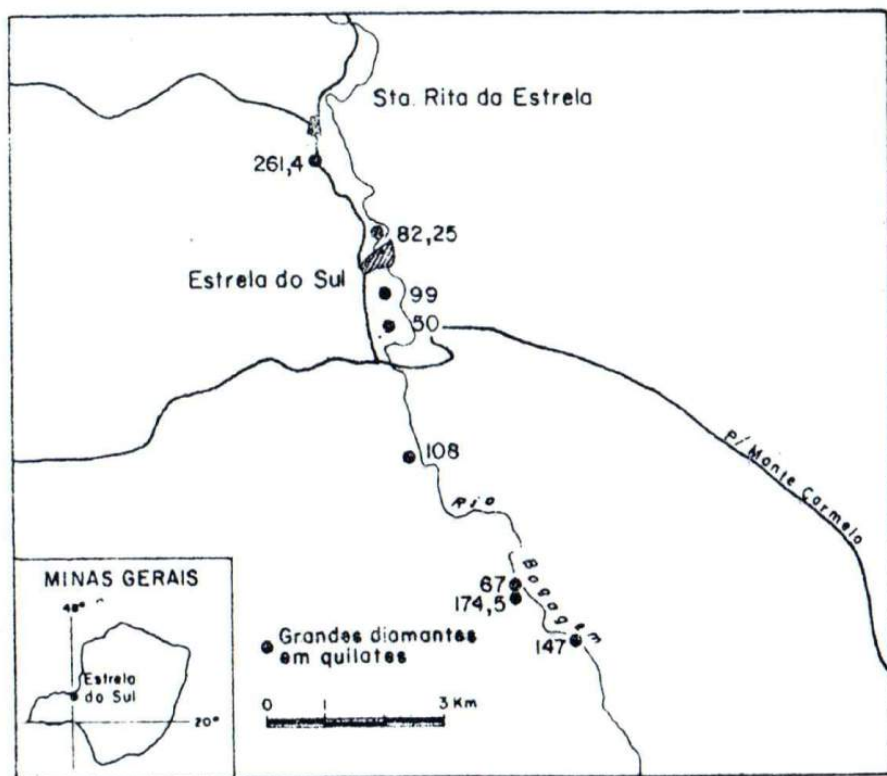 Sta. Rita da Estrela
261,4
82,25
Estrela do Sul
99
50
P/ Monte Carmelo
108
Rio
Bagagem
67
174,5
147
MINAS GERAIS
48°
Estrela
do Sul
20°
Grandes diamantes
em quilates
0 3 Km